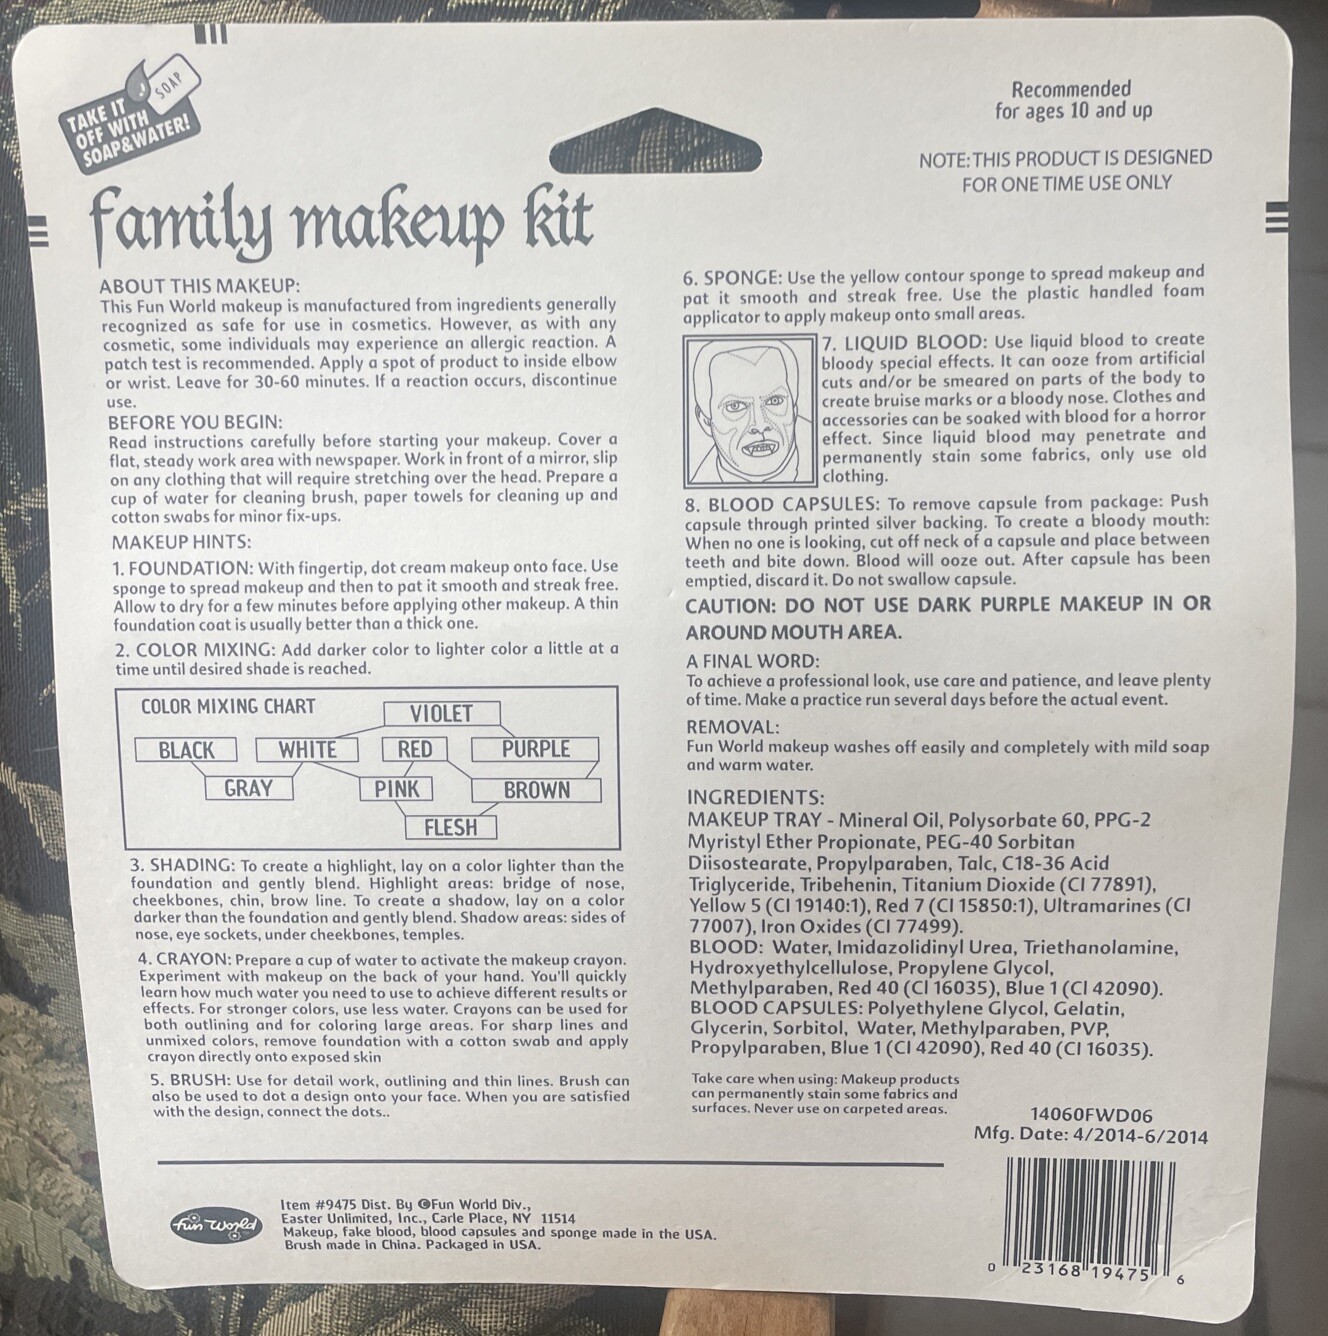 TAKE IT
OFF WITH
SOAP&WATER!
SOAP
Recommended
for ages 10 and up
NOTE: THIS PRODUCT IS DESIGNED
FOR ONE TIME USE ONLY
family makeup kit
ABOUT THIS MAKEUP:
This Fun World makeup is manufactured from ingredients generally
recognized as safe for use in cosmetics. However, as with any
cosmetic, some individuals may experience an allergic reaction. A
patch test is recommended. Apply a spot of product to inside elbow
or wrist. Leave for 30-60 minutes. If a reaction occurs, discontinue
use.
BEFORE YOU BEGIN:
Read instructions carefully before starting your makeup. Cover a
flat, steady work area with newspaper. Work in front of a mirror, slip
on any clothing that will require stretching over the head. Prepare a
cup of water for cleaning brush, paper towels for cleaning up and
cotton swabs for minor fix-ups.
MAKEUP HINTS:
1. FOUNDATION: With fingertip, dot cream makeup onto face. Use
sponge to spread makeup and then to pat it smooth and streak free.
Allow to dry for a few minutes before applying other makeup. A thin
foundation coat is usually better than a thick one.
2. COLOR MIXING: Add darker color to lighter color a little at a
time until desired shade is reached.
COLOR MIXING CHART
VIOLET
BLACK WHITE RED PURPLE
GRAY PINK BROWN
FLESH
3. SHADING: To create a highlight, lay on a color lighter than the
foundation and gently blend. Highlight areas: bridge of nose,
cheekbones, chin, brow line. To create a shadow, lay on a color
darker than the foundation and gently blend. Shadow areas: sides of
nose, eye sockets, under cheekbones, temples.
4. CRAYON: Prepare a cup of water to activate the makeup crayon.
Experiment with makeup on the back of your hand. You'll quickly
learn how much water you need to use to achieve different results or
effects. For stronger colors, use less water. Crayons can be used for
both outlining and for coloring large areas. For sharp lines and
unmixed colors, remove foundation with a cotton swab and apply
crayon directly onto exposed skin
5. BRUSH: Use for detail work, outlining and thin lines. Brush can
also be used to dot a design onto your face. When you are satisfied
with the design, connect the dots..
6. SPONGE: Use the yellow contour sponge to spread makeup and
pat it smooth and streak free. Use the plastic handled foam
applicator to apply makeup onto small areas.
7. LIQUID BLOOD: Use liquid blood to create
bloody special effects. It can ooze from artificial
cuts and/or be smeared on parts of the body to
create bruise marks or a bloody nose. Clothes and
accessories can be soaked with blood for a horror
effect. Since liquid blood may penetrate and
permanently stain some fabrics, only use old
clothing.
8. BLOOD CAPSULES: To remove capsule from package: Push
capsule through printed silver backing. To create a bloody mouth:
When no one is looking, cut off neck of a capsule and place between
teeth and bite down. Blood will ooze out. After capsule has been
emptied, discard it. Do not swallow capsule.
CAUTION: DO NOT USE DARK PURPLE MAKEUP IN OR
AROUND MOUTH AREA.
A FINAL WORD:
To achieve a professional look, use care and patience, and leave plenty
of time. Make a practice run several days before the actual event.
REMOVAL:
Fun World makeup washes off easily and completely with mild soap
and warm water.
INGREDIENTS:
MAKEUP TRAY - Mineral Oil, Polysorbate 60, PPG-2
Myristyl Ether Propionate, PEG-40 Sorbitan
Diisostearate, Propylparaben, Talc, C18-36 Acid
Triglyceride, Tribehenin, Titanium Dioxide (CI 77891),
Yellow 5 (CI 19140:1), Red 7 (CI 15850:1), Ultramarines (CI
77007), Iron Oxides (CI 77499).
BLOOD: Water, Imidazolidinyl Urea, Triethanolamine,
Hydroxyethylcellulose, Propylene Glycol,
Methylparaben, Red 40 (CI 16035), Blue 1 (CI 42090).
BLOOD CAPSULES: Polyethylene Glycol, Gelatin,
Glycerin, Sorbitol, Water, Methylparaben, PVP,
Propylparaben, Blue 1 (CI 42090), Red 40 (CI 16035).
Take care when using: Makeup products
can permanently stain some fabrics and
surfaces. Never use on carpeted areas.
14060FWD06
Mfg. Date: 4/2014-6/2014
fun world
Item #9475 Dist. By ©Fun World Div.,
Easter Unlimited, Inc., Carle Place, NY 11514
Makeup, fake blood, blood capsules and sponge made in the USA.
Brush made in China. Packaged in USA.
0 23168 19475 6